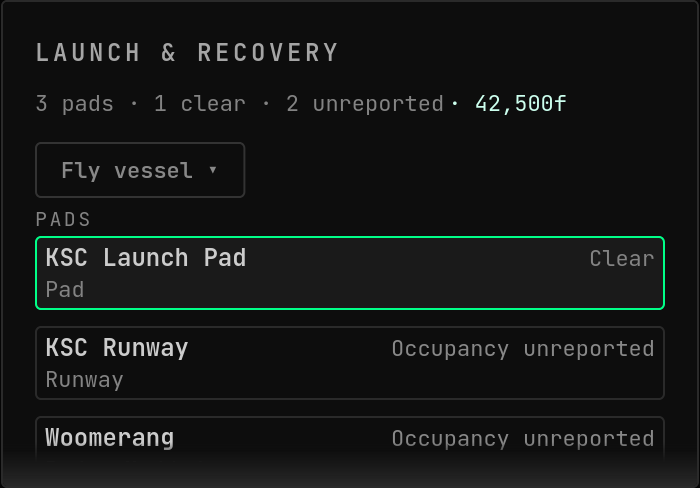 LAUNCH & RECOVERY
3 pads · 1 clear · 2 unreported · 42,500f
Fly vessel ▾
PADS
KSC Launch Pad Clear
Pad
KSC Runway Occupancy unreported
Runway
Woomerang Occupancy unreported